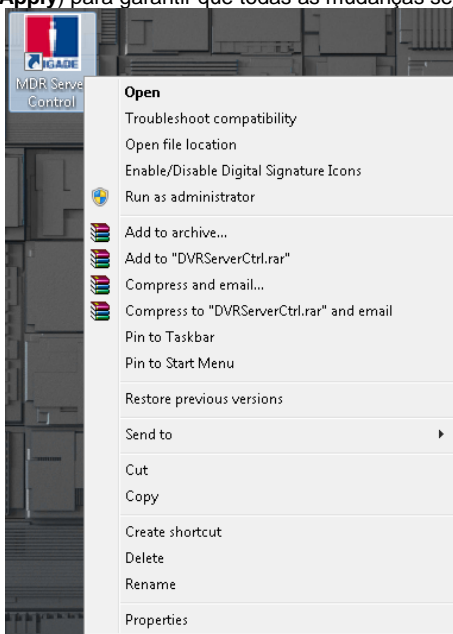 Apply) para garantir que todas as mudanças se
IGADE
MDR Serve
Control
Open
Troubleshoot compatibility
Open file location
Enable/Disable Digital Signature Icons
Run as administrator
Add to archive...
Add to "DVRServerCtrl.rar"
Compress and email...
Compress to "DVRServerCtrl.rar" and email
Pin to Taskbar
Pin to Start Menu
Restore previous versions
Send to
Cut
Copy
Create shortcut
Delete
Rename
Properties